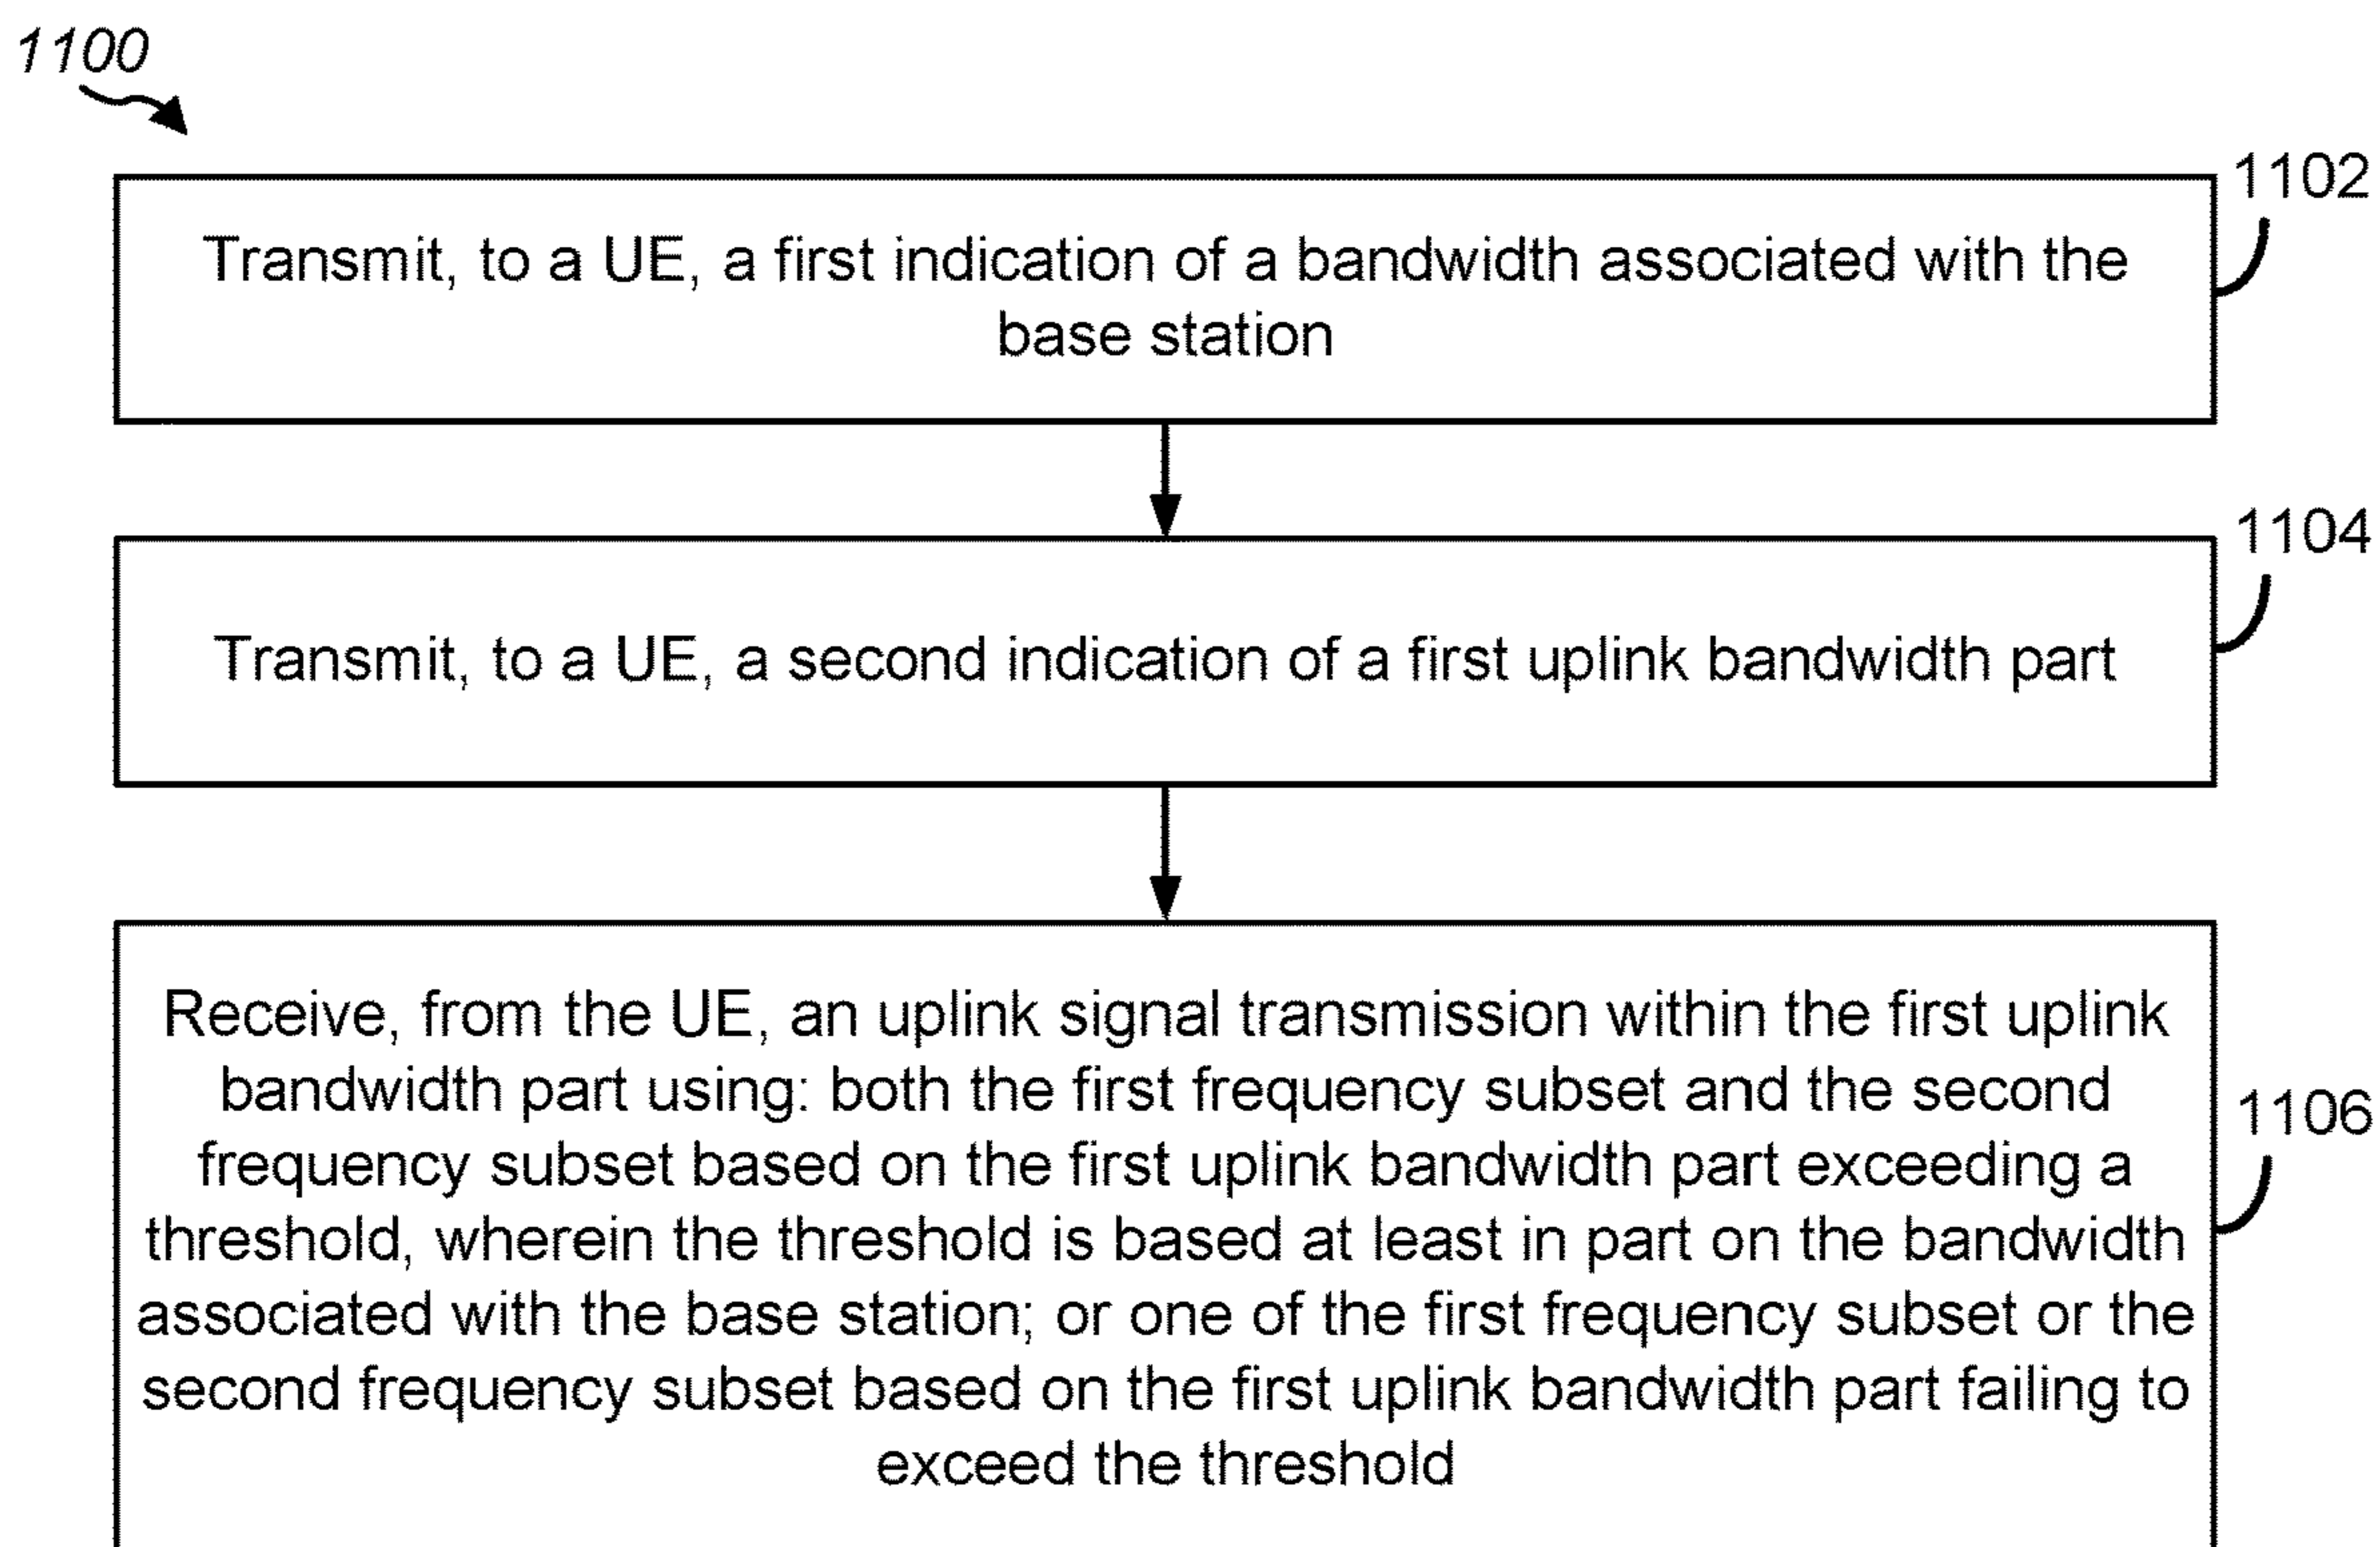 1100
1102
Transmit, to a UE, a first indication of a bandwidth associated with the
base station
1104
Transmit, to a UE, a second indication of a first uplink bandwidth part
1106
Receive, from the UE, an uplink signal transmission within the first uplink
bandwidth part using: both the first frequency subset and the second
frequency subset based on the first uplink bandwidth part exceeding a
threshold, wherein the threshold is based at least in part on the bandwidth
associated with the base station; or one of the first frequency subset or the
second frequency subset based on the first uplink bandwidth part failing to
exceed the threshold